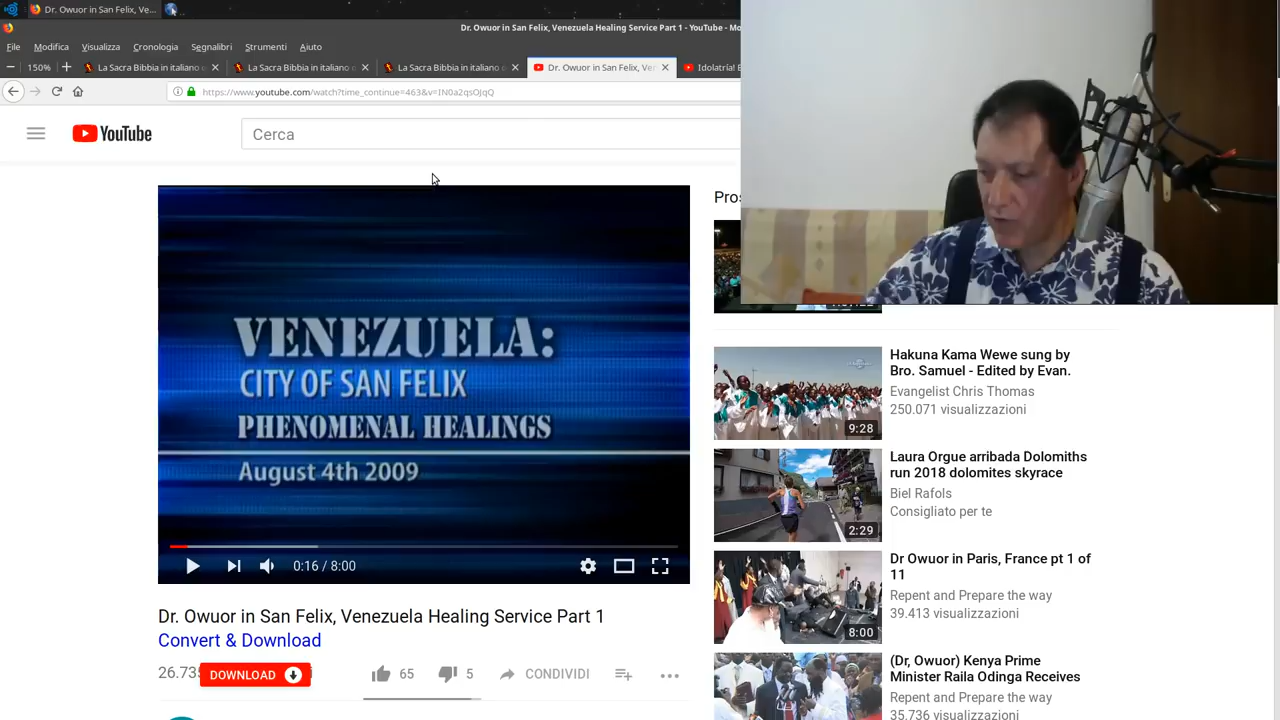 Dr. Owuor in San Felix, Ve...
Dr. Owuor in San Felix, Venezuela Healing Service Part 1 - YouTube - Mo
File Modifica Visualizza Cronologia Segnalibri Strumenti Aiuto
150% La Sacra Bibbia in italiano La Sacra Bibbia in italiano La Sacra Bibbia in italiano Dr. Owuor in San Felix, Ven Idolatria!
https://www.youtube.com/watch?time_continue=463&v=IN0a2qsOJqQ
YouTube
Cerca
Pros
VENEZUELA:
CITY OF SAN FELIX
PHENOMENAL HEALINGS
August 4th 2009
0:16 / 8:00
Dr. Owuor in San Felix, Venezuela Healing Service Part 1
Convert & Download
26.735
DOWNLOAD
65
5
CONDIVIDI
Hakuna Kama Wewe sung by
Bro. Samuel - Edited by Evan.
Evangelist Chris Thomas
250.071 visualizzazioni
9:28
Laura Orgue arribada Dolomiths
run 2018 dolomites skyrace
Biel Rafols
Consigliato per te
2:29
Dr Owuor in Paris, France pt 1 of
11
Repent and Prepare the way
39.413 visualizzazioni
8:00
(Dr, Owuor) Kenya Prime
Minister Raila Odinga Receives
Repent and Prepare the way
35.736 visualizzazioni